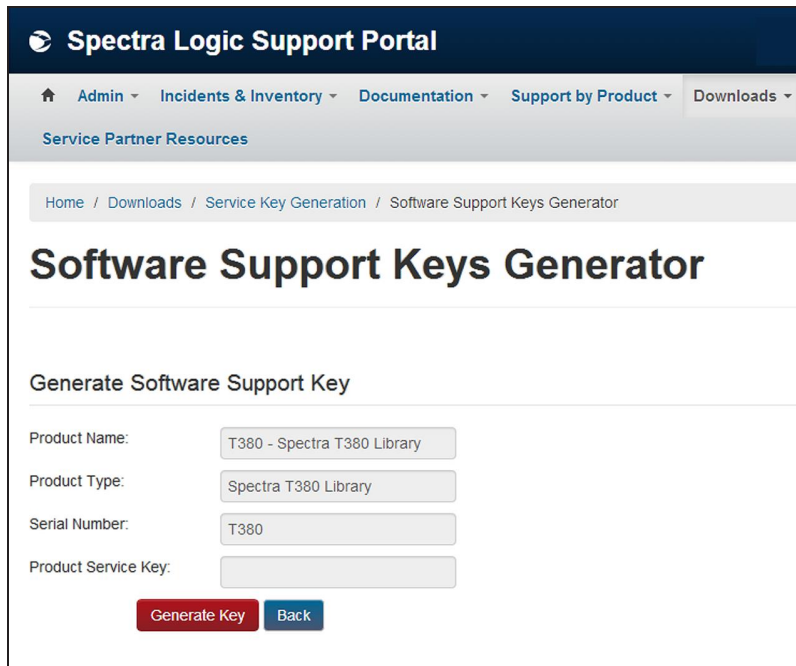 Spectra Logic Support Portal
Admin Incidents & Inventory Documentation Support by Product Downloads
Service Partner Resources
Home / Downloads / Service Key Generation / Software Support Keys Generator
Software Support Keys Generator
Generate Software Support Key
Product Name: T380 - Spectra T380 Library
Product Type: Spectra T380 Library
Serial Number: T380
Product Service Key:
Generate Key Back